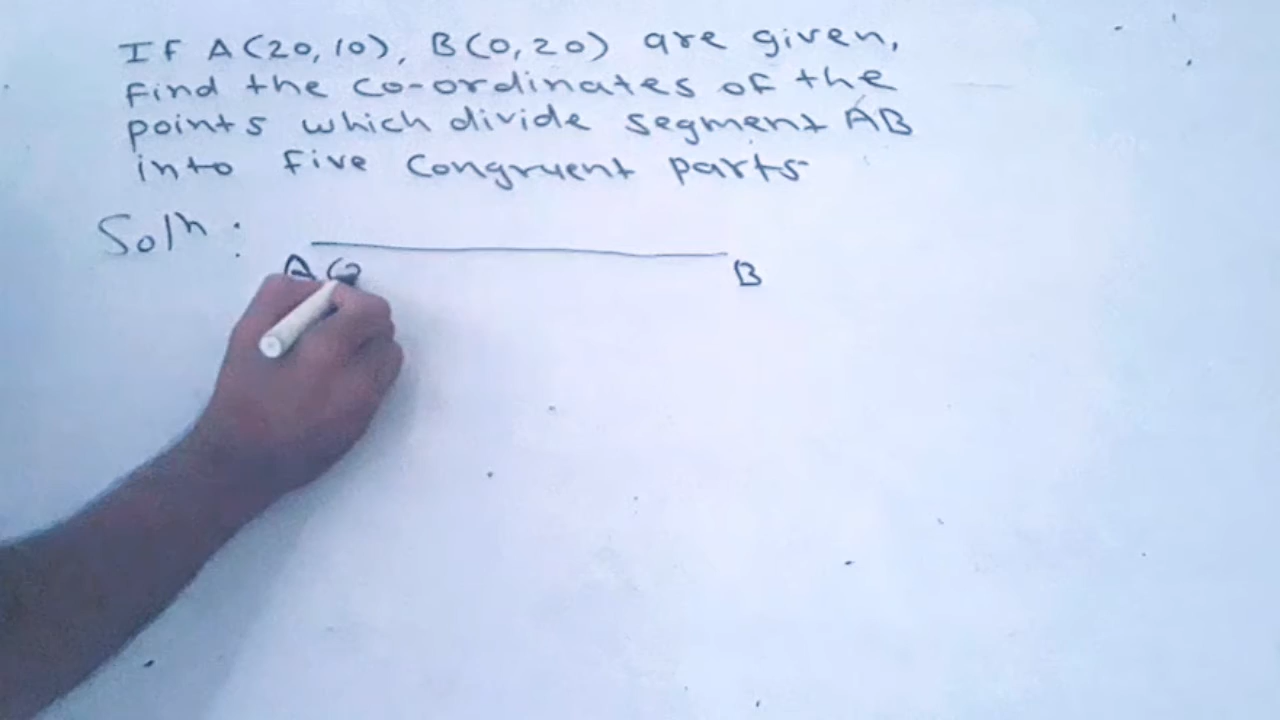 If A(20,10), B(0,20) are given,
find the co-ordinates of the
points which divide segment AB
into five congruent parts
Soln:
A B